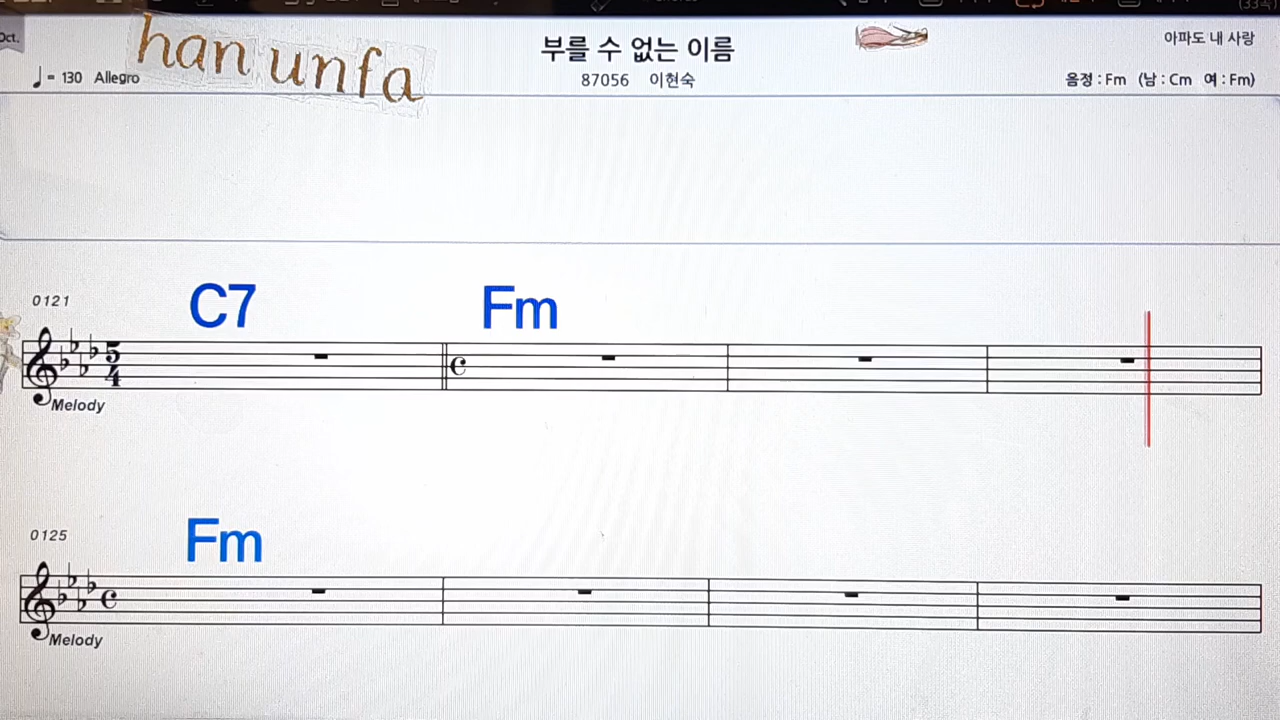 Oct.
han unfa
부를 수 없는 이름
아파도 내 사랑
♩= 130 Allegro
87056 이현숙
음정 : Fm (남 : Cm 여 : Fm)
C7 Fm
0121
5
4
Melody
Fm
0125
Melody